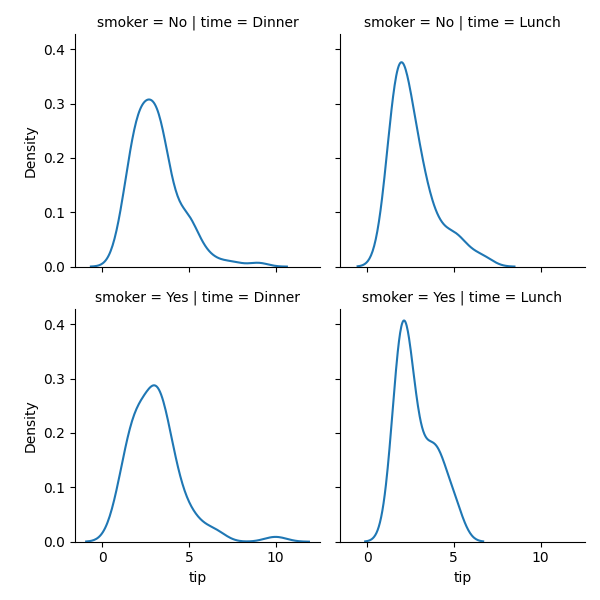 smoker = No | time = Dinner
smoker = No | time = Lunch
0.4
0.3
0.2
0.1
0.0
Density
smoker = Yes | time = Dinner
smoker = Yes | time = Lunch
0.4
0.3
0.2
0.1
0.0
Density
0 5 10
0 5 10
tip
tip